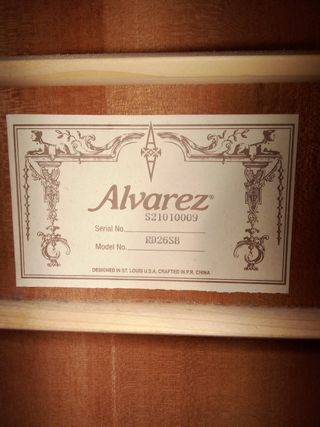 Alvarez®
S21010009
Serial No.
Model No. RD26SB
DESIGNED IN ST. LOUIS U.S.A, CRAFTED IN P.R. CHINA